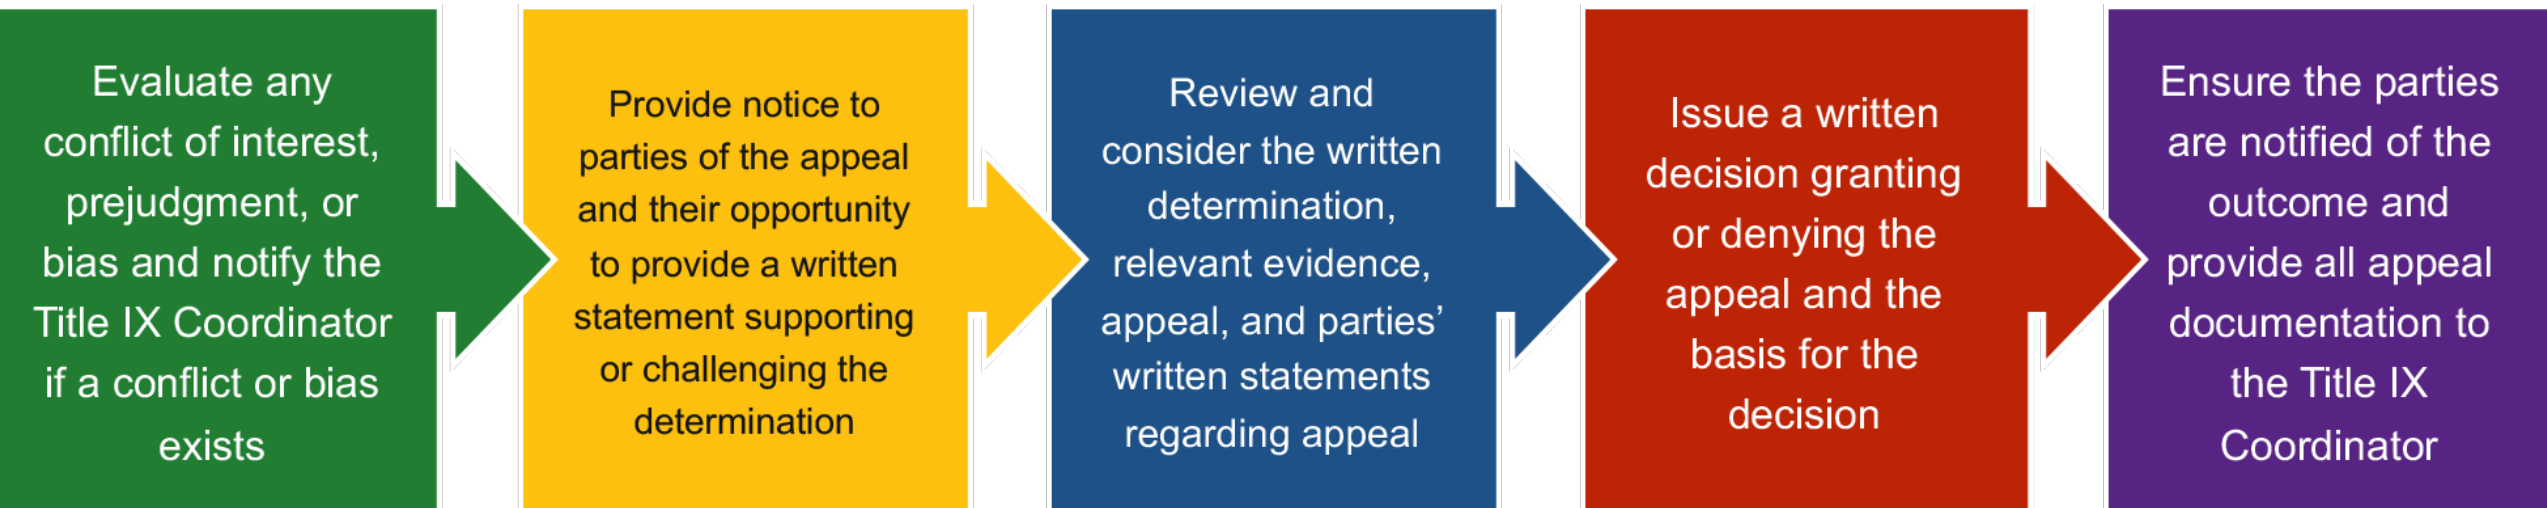 Evaluate any
conflict of interest,
prejudgment, or
bias and notify the
Title IX Coordinator
if a conflict or bias
exists
Provide notice to
parties of the appeal
and their opportunity
to provide a written
statement supporting
or challenging the
determination
Review and
consider the written
determination,
relevant evidence,
appeal, and parties’
written statements
regarding appeal
Issue a written
decision granting
or denying the
appeal and the
basis for the
decision
Ensure the parties
are notified of the
outcome and
provide all appeal
documentation to
the Title IX
Coordinator